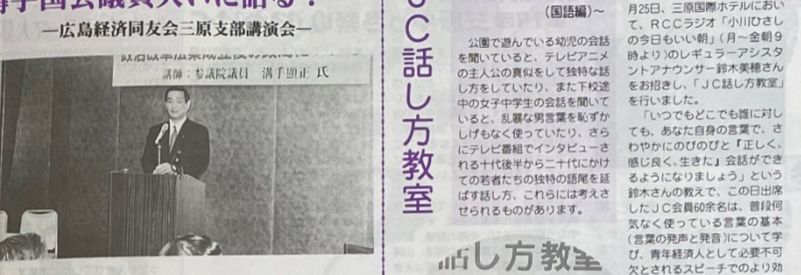 溝手国会議員大いに語る!
―広島経済同友会三原支部講演会―
講師：参議院議員 溝手顕正 氏
JC話し方教室
（国語編）～
公園で遊んでいる幼児の会話
を聞いていると、テレビアニメ
の主人公の真似をして独特な話
し方をしていたり、また下校途
中の女子中学生の会話を聞いて
いると、乱暴な男言葉を恥ずか
しげもなく使っていたり、さら
にテレビ番組でインタビューさ
れる十代後半から二十代にかけ
ての若者たちの独特の語尾を延
ばす話し方、これらには考えさ
せられるものがあります。
話し方教室
月25日、三原国際ホテルにおい
て、ＲＣＣラジオ「小川ひさし
の今日もいい朝」（月～金朝９
時より）のレギュラーアシスタ
ントアナウンサー鈴木美穂さん
をお招きし、「ＪＣ話し方教室」
を行いました。
「いつでもどこでも誰に対し
ても、あなた自身の言葉で、さ
わやかにのびのびと『正しく、
感じ良く、生きた』会話ができ
るようになりましょう」という
鈴木さんの教えで、この日出席
したＪＣ会員60余名は、普段何
気なく使っている言葉の基本
（言葉の発声と発音）について学
び、青年経済人として必要不可
欠とされるスピーチでのより効